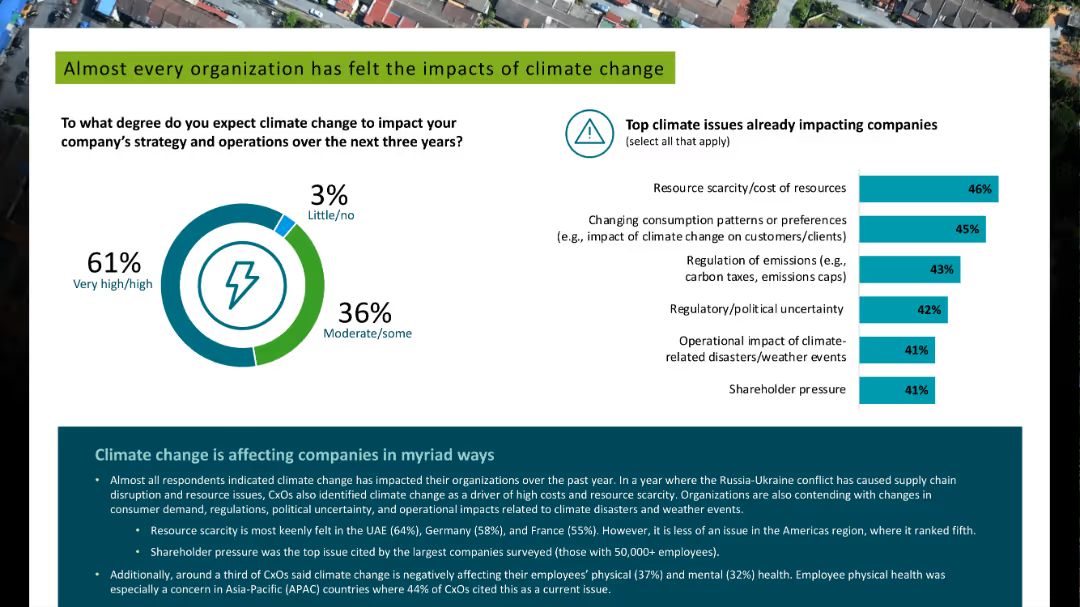 Almost every organization has felt the impacts of climate change
To what degree do you expect climate change to impact your
company's strategy and operations over the next three years?
3%
Little/no
61%
Very high/high
36%
Moderate/some
Top climate issues already impacting companies
(select all that apply)
Resource scarcity/cost of resources
46%
Changing consumption patterns or preferences
(e.g., impact of climate change on customers/clients)
45%
Regulation of emissions (e.g.,
carbon taxes, emissions caps)
43%
Regulatory/political uncertainty
42%
Operational impact of climate-
related disasters/weather events
41%
Shareholder pressure
41%
Climate change is affecting companies in myriad ways
• Almost all respondents indicated climate change has impacted their organizations over the past year. In a year where the Russia-Ukraine conflict has caused supply chain
disruption and resource issues, CxOs also identified climate change as a driver of high costs and resource scarcity. Organizations are also contending with changes in
consumer demand, regulations, political uncertainty, and operational impacts related to climate disasters and weather events.
• Resource scarcity is most keenly felt in the UAE (64%), Germany (58%), and France (55%). However, it is less of an issue in the Americas region, where it ranked fifth.
• Shareholder pressure was the top issue cited by the largest companies surveyed (those with 50,000+ employees).
• Additionally, around a third of CxOs said climate change is negatively affecting their employees' physical (37%) and mental (32%) health. Employee physical health was
especially a concern in Asia-Pacific (APAC) countries where 44% of CxOs cited this as a current issue.